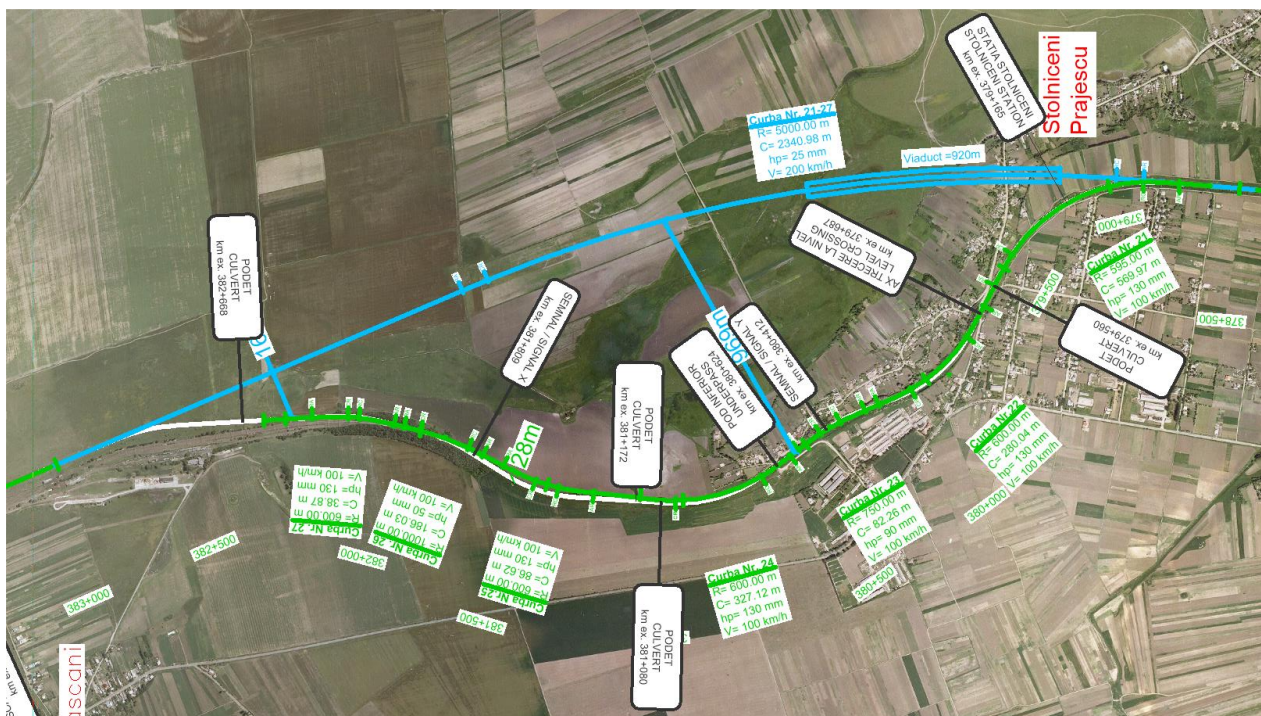 STATIA STOLNICENI
STOLNICENI STATION
km ex. 379+165
Stolniceni
Prajescu
Curba Nr. 21-27
R= 5000.00 m
C= 2340.98 m
hp= 25 mm
V= 200 km/h
Viaduct =920m
AX TRECERE LA NIVEL
LEVEL CROSSING
km ex. 379+687
379+000
Curba Nr. 21
R= 595.00 m
C= 569.97 m
hp= 130 mm
V= 100 km/h
378+500
PODET
CULVERT
km ex. 379+560
PODET
CULVERT
km ex. 382+668
SEMNAL / SIGNAL X
km ex. 381+809
969m
SEMNAL / SIGNAL Y
km ex. 380+412
POD INFERIOR
UNDERPASS
km ex. 380+624
PODET
CULVERT
km ex. 381+172
28m
Curba Nr.22
R= 600.00 m
C= 280.04 m
hp= 130 mm
V= 100 km/h
380+000
Curba Nr. 23
R= 750.00 m
C= 82.26 m
hp= 90 mm
V= 100 km/h
380+500
Curba Nr. 24
R= 600.00 m
C= 327.12 m
hp= 130 mm
V= 100 km/h
Curba Nr.25
R= 600.00 m
C= 86.62 m
hp= 130 mm
V= 100 km/h
381+500
Curba Nr. 26
R= 1000.00 m
C= 186.03 m
hp= 50 mm
V= 100 km/h
Curba Nr. 27
R= 600.00 m
C= 38.87 m
hp= 130 mm
V= 100 km/h
382+000
382+500
383+000
PODET
CULVERT
km ex. 381+080
ascani